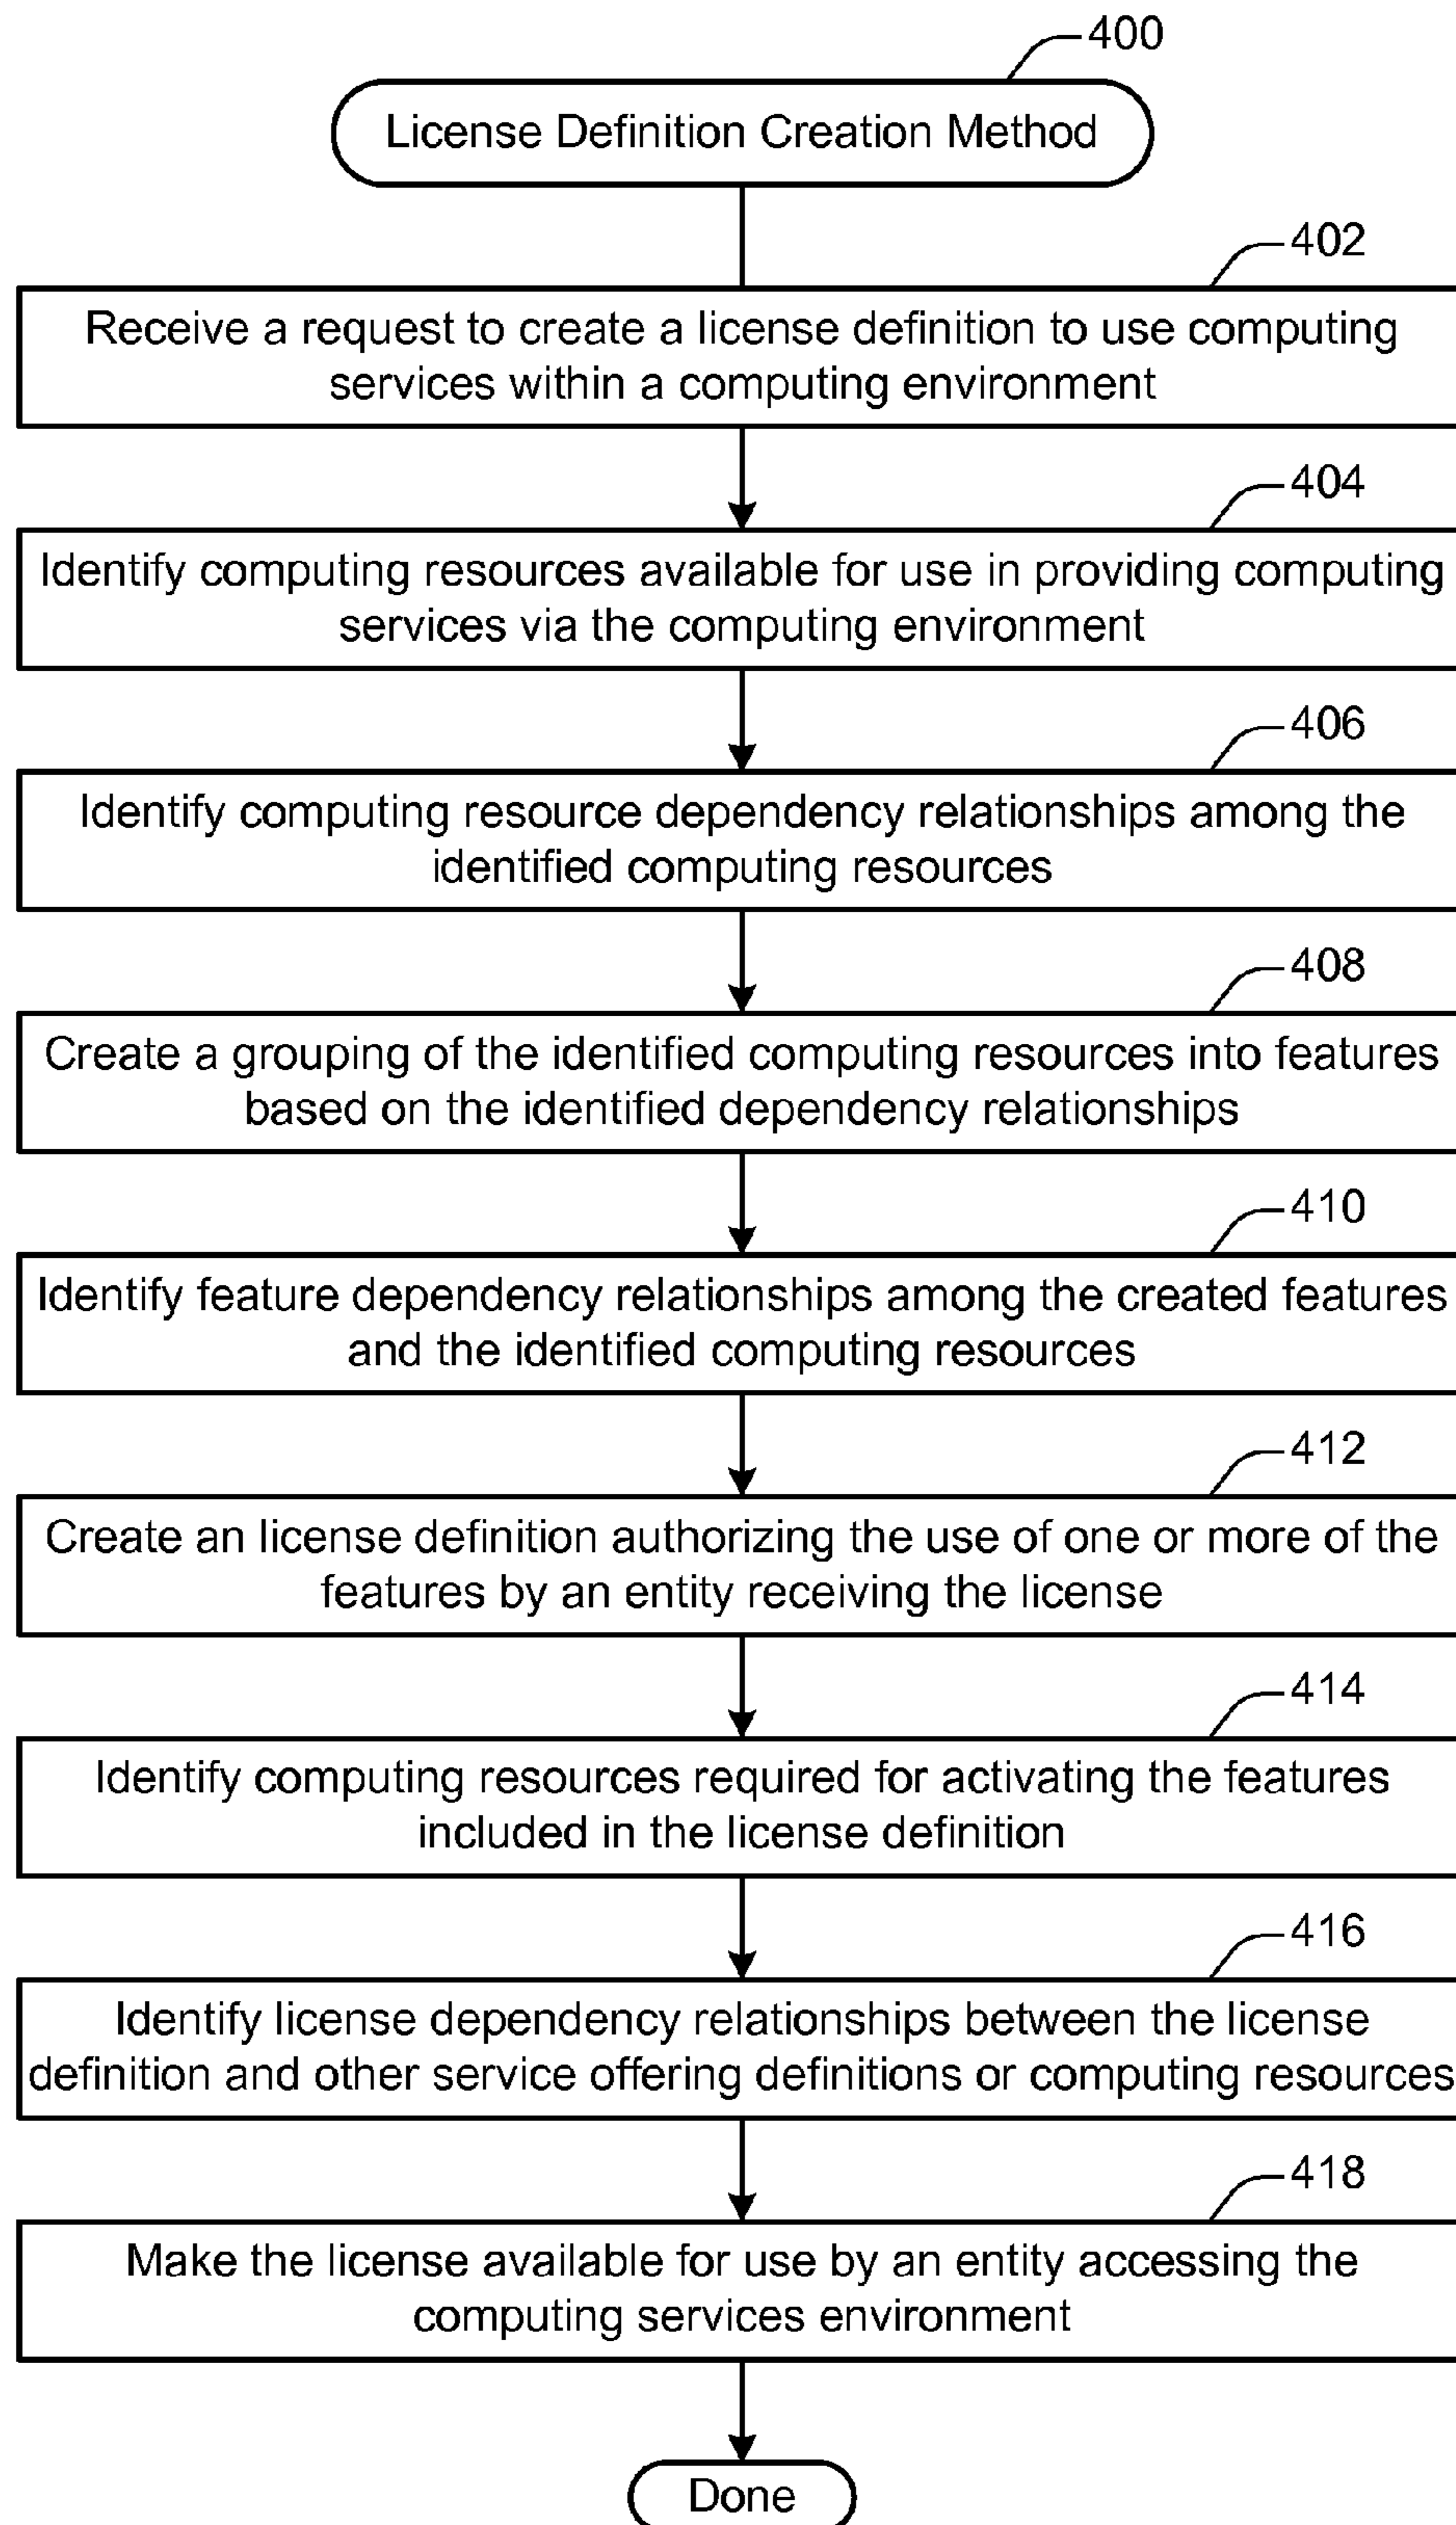 400
License Definition Creation Method
402
Receive a request to create a license definition to use computing
services within a computing environment
404
Identify computing resources available for use in providing computing
services via the computing environment
406
Identify computing resource dependency relationships among the
identified computing resources
408
Create a grouping of the identified computing resources into features
based on the identified dependency relationships
410
Identify feature dependency relationships among the created features
and the identified computing resources
412
Create an license definition authorizing the use of one or more of the
features by an entity receiving the license
414
Identify computing resources required for activating the features
included in the license definition
416
Identify license dependency relationships between the license
definition and other service offering definitions or computing resources
418
Make the license available for use by an entity accessing the
computing services environment
Done